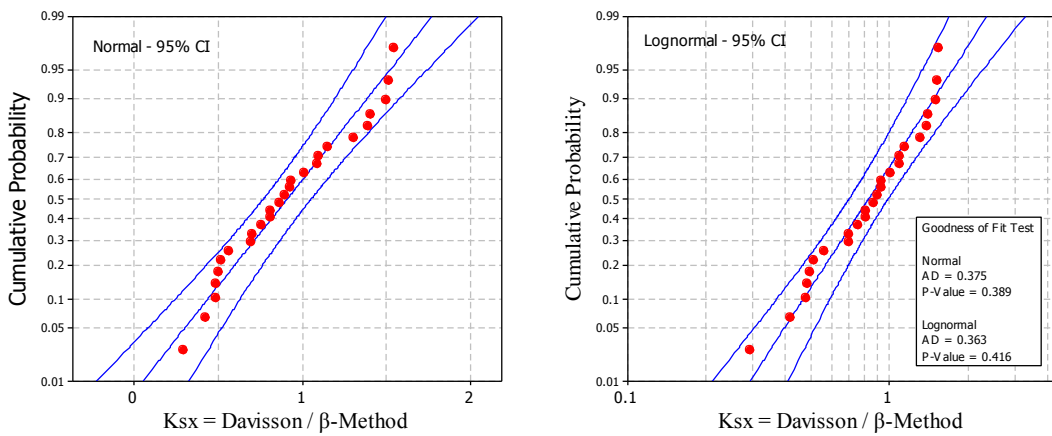 Normal - 95% CI
Cumulative Probability
0.99
0.95
0.9
0.8
0.7
0.6
0.5
0.4
0.3
0.2
0.1
0.05
0.01
0
1
2
Ksx = Davisson / β-Method
Lognormal - 95% CI
Cumulative Probability
0.99
0.95
0.9
0.8
0.7
0.6
0.5
0.4
0.3
0.2
0.1
0.05
0.01
0.1
1
Ksx = Davisson / β-Method
Goodness of Fit Test
Normal
AD = 0.375
P-Value = 0.389
Lognormal
AD = 0.363
P-Value = 0.416